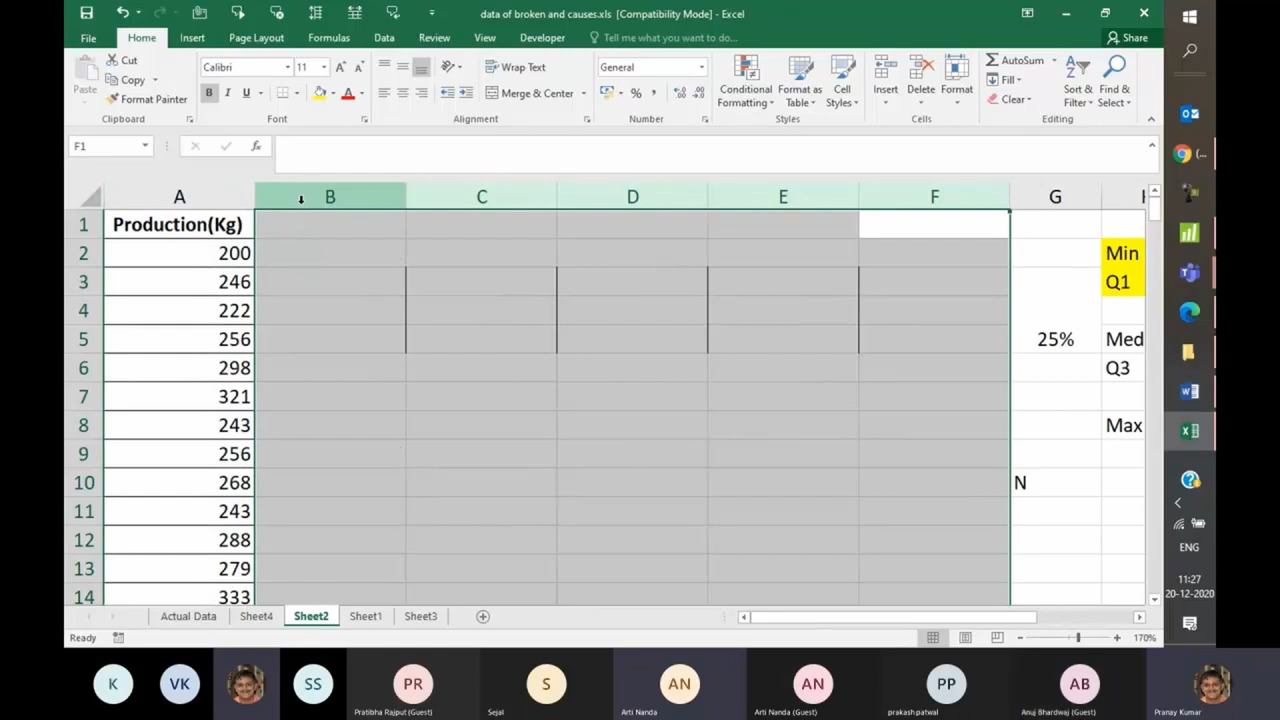 data of broken and causes.xls [Compatibility Mode] - Excel
File Home Insert Page Layout Formulas Data Review View Developer Tell me what you want to do... Share
Cut
Copy
Format Painter
Paste
Clipboard
Calibri 11
B I U
Font
Wrap Text
Merge & Center
Alignment
General
%
Number
Conditional Formatting
Format as Table
Cell Styles
Styles
Insert
Delete
Format
Cells
AutoSum
Fill
Clear
Sort & Filter
Find & Select
Editing
F1
fx
A B C D E F G
1 Production(Kg)
2 200 Min
3 246 Q1
4 222
5 256 25% Med
6 298 Q3
7 321
8 243 Max
9 256
10 268 N
11 243
12 288
13 279
14 333
Actual Data Sheet4 Sheet2 Sheet1 Sheet3
Ready 170%
ENG
11:27
20-12-2020
K VK SS PR S AN AN PP AB
Pratibha Rajput (Guest) Sejal Arti Nanda Arti Nanda (Guest) prakash patwal Anuj Bhardwaj (Guest) Pranay Kumar